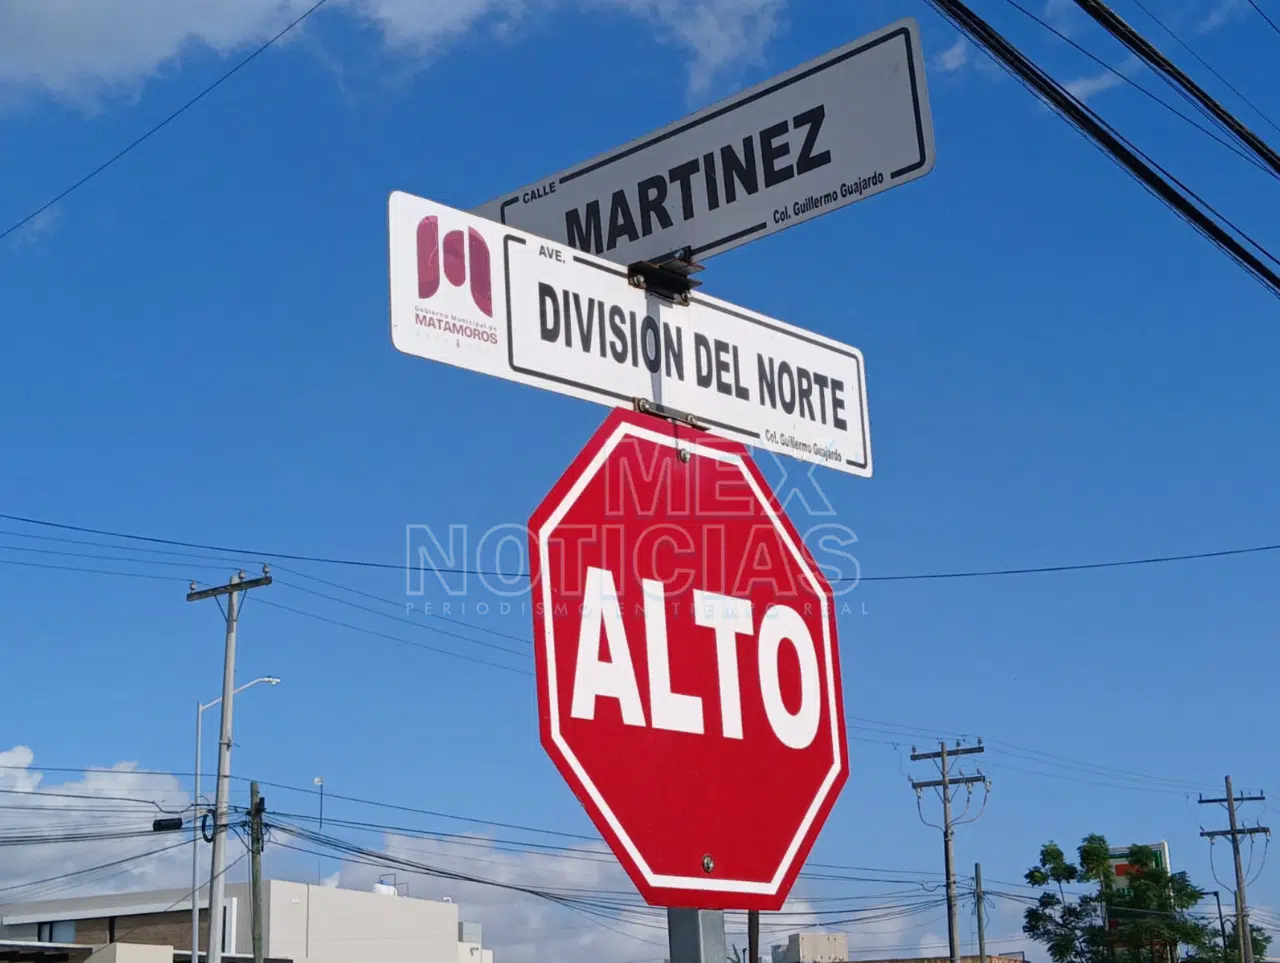 CALLE
MARTINEZ
Col. Guillermo Guajardo
Gobierno Municipal de
MATAMOROS
AVE.
DIVISION DEL NORTE
Col. Guillermo Guajardo
MEX
NOTICIAS
PERIODISMO EN TIEMPO REAL
ALTO